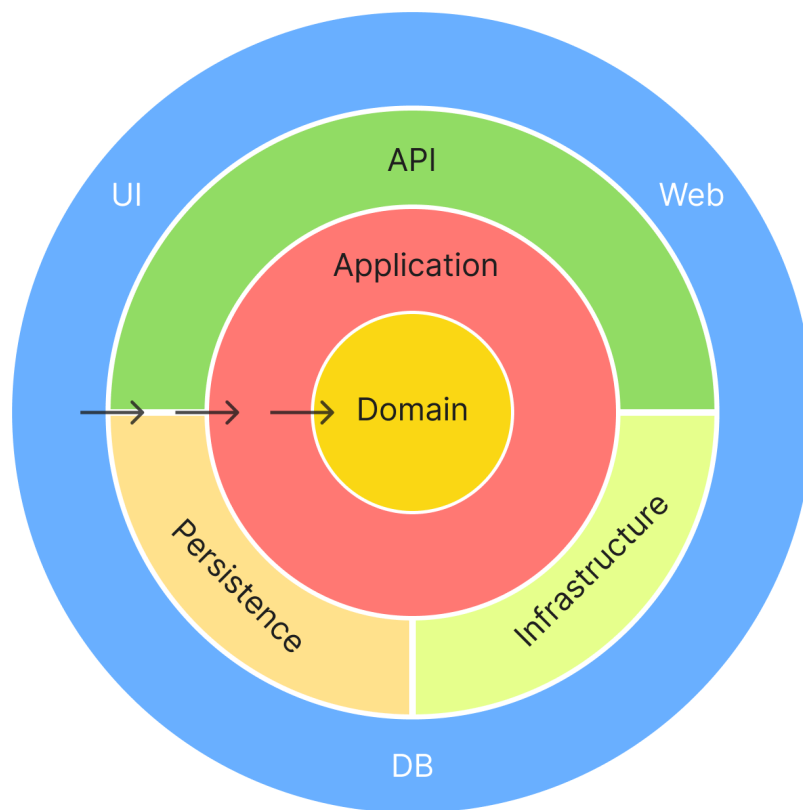 API
UI
Web
Application
Domain
Persistence
Infrastructure
DB